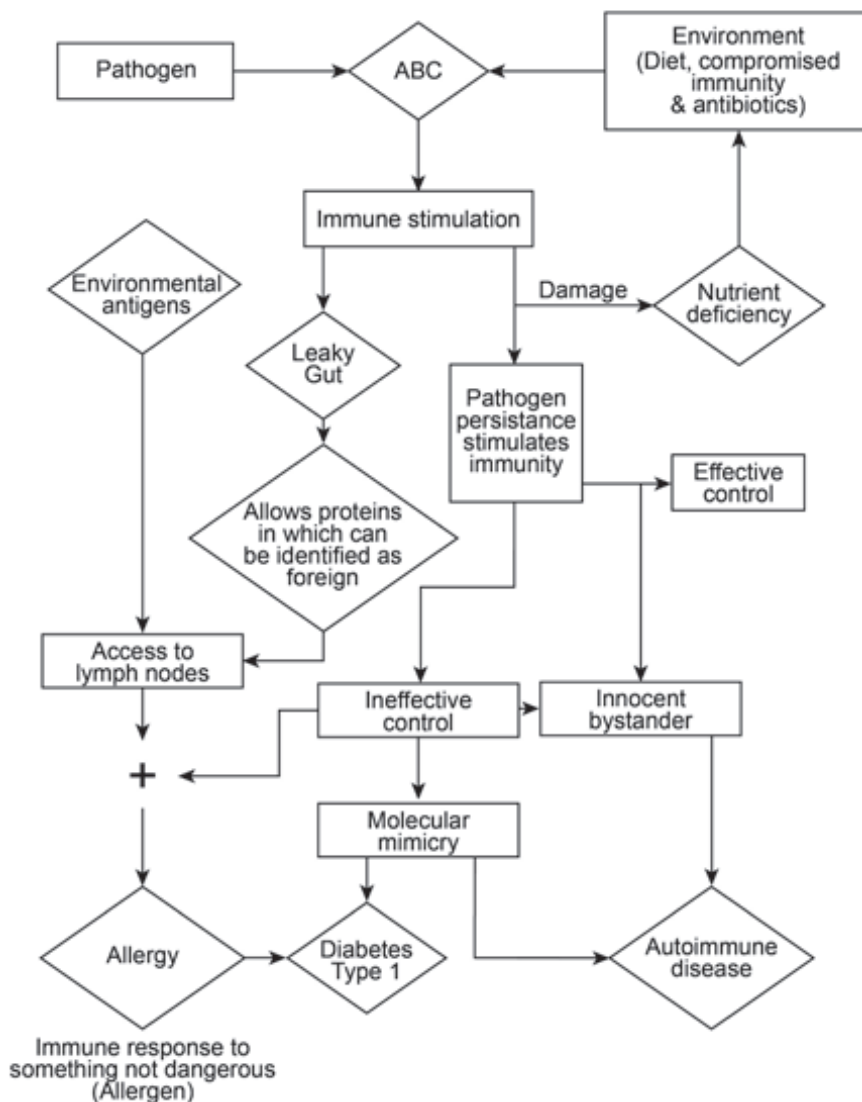 Pathogen
ABC
Environment
(Diet, compromised
immunity
& antibiotics)
Immune stimulation
Environmental
antigens
Damage
Nutrient
deficiency
Leaky
Gut
Pathogen
persistance
stimulates
immunity
Effective
control
Allows proteins
in which can
be identified as
foreign
Access to
lymph nodes
Ineffective
control
Innocent
bystander
+
Molecular
mimicry
Allergy
Diabetes
Type 1
Autoimmune
disease
Immune response to
something not dangerous
(Allergen)